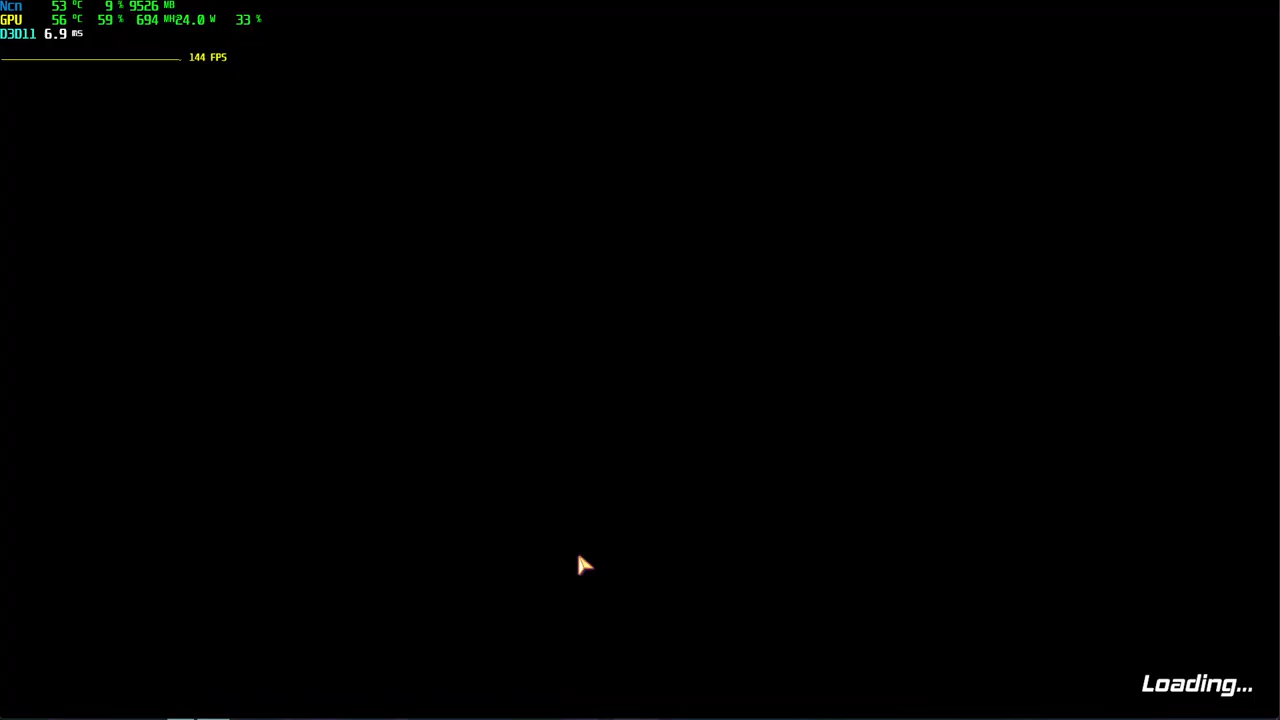 Ncn 53 °C 9 % 9526 MB
GPU 56 °C 59 % 694 MHz 24.0 W 33 %
D3D11 6.9 ms
144 FPS
Loading...